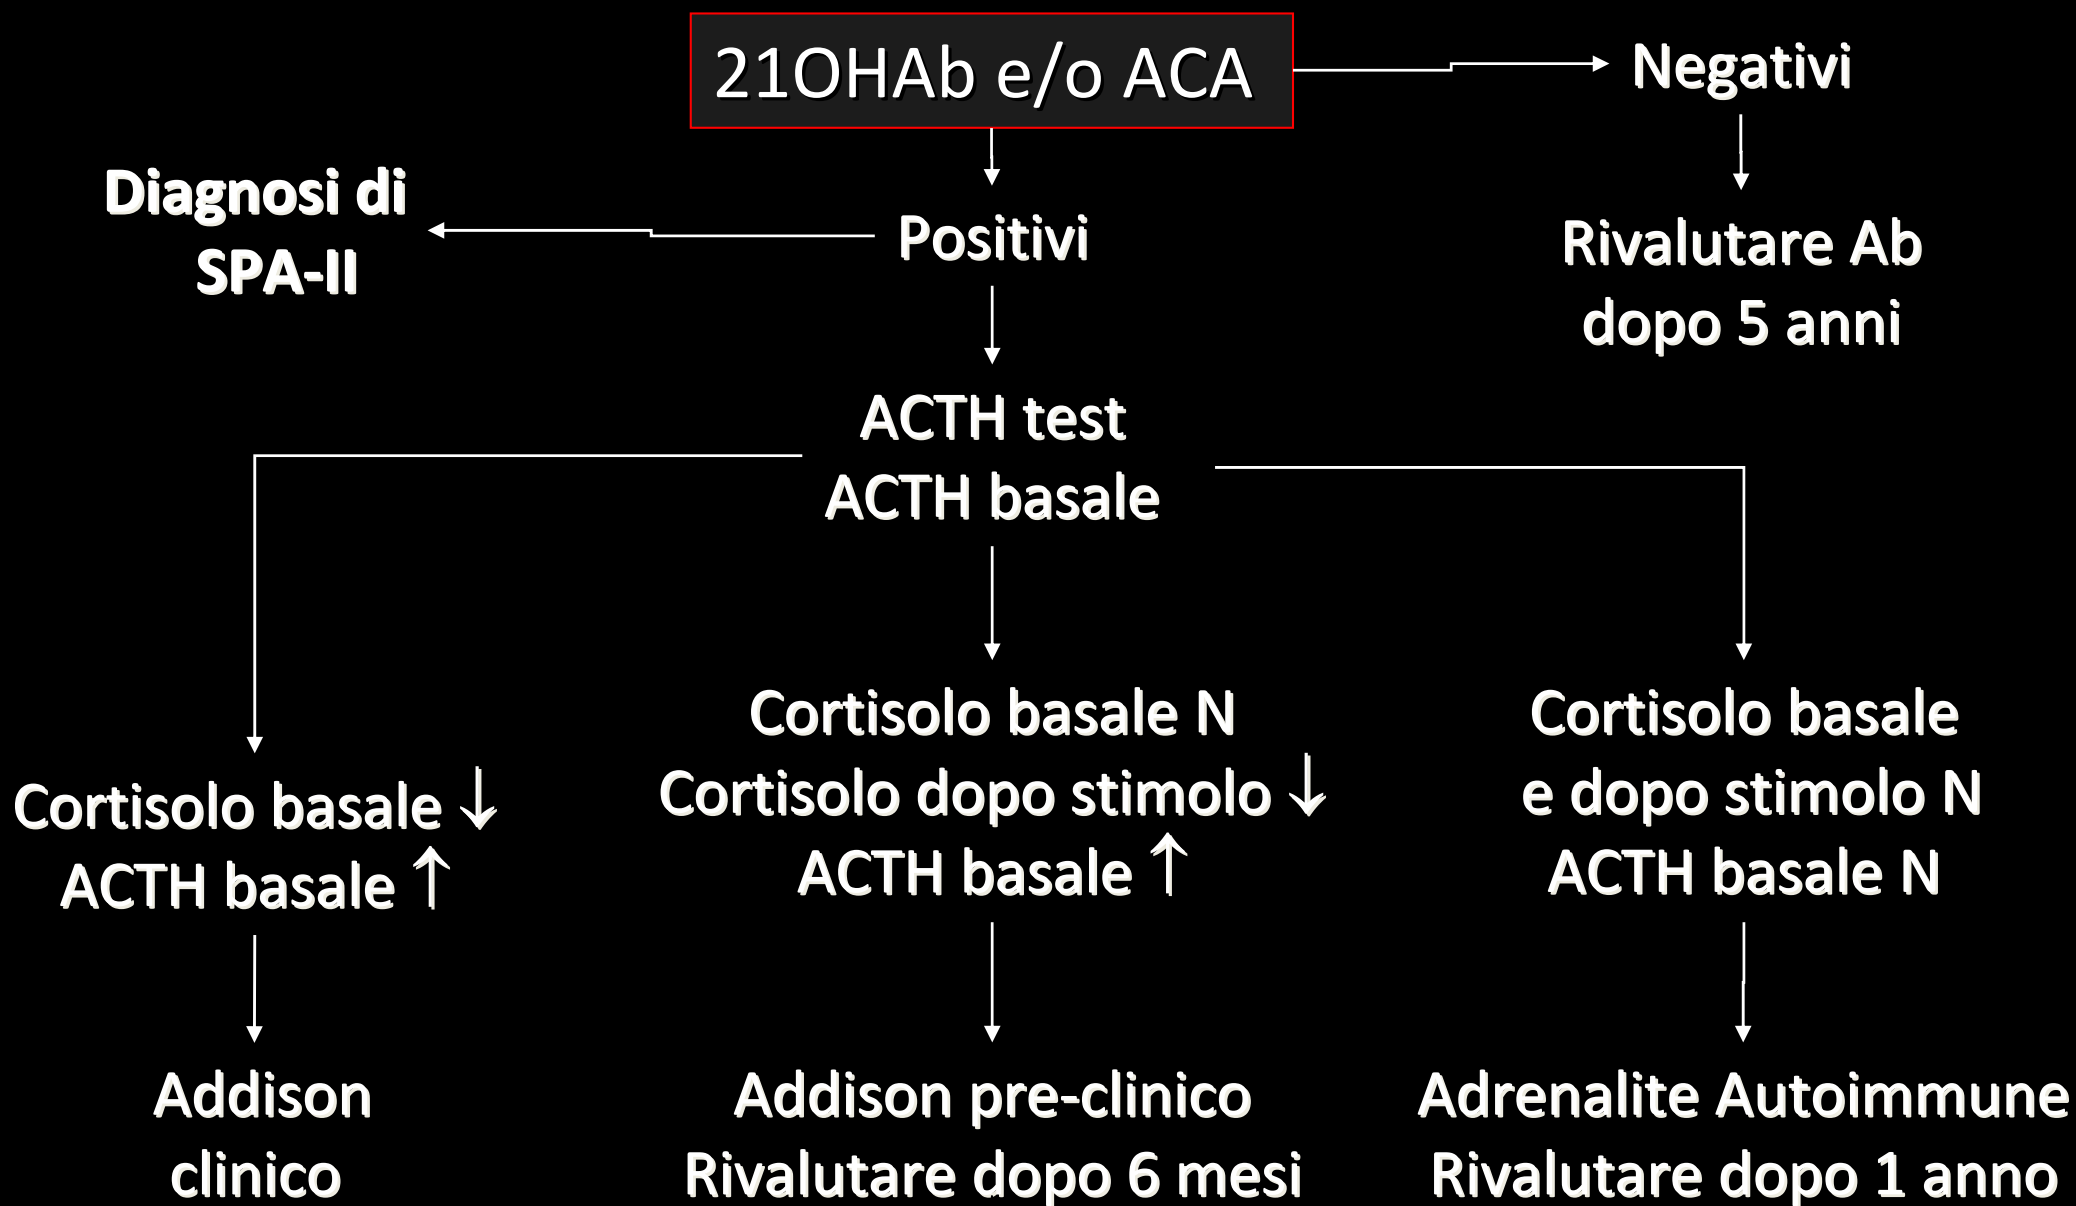 21OHAb e/o ACA
Negativi
Diagnosi di
SPA-II
Positivi
Rivalutare Ab
dopo 5 anni
ACTH test
ACTH basale
Cortisolo basale ↓
ACTH basale ↑
Cortisolo basale N
Cortisolo dopo stimolo ↓
ACTH basale ↑
Cortisolo basale
e dopo stimolo N
ACTH basale N
Addison
clinico
Addison pre-clinico
Rivalutare dopo 6 mesi
Adrenalite Autoimmune
Rivalutare dopo 1 anno